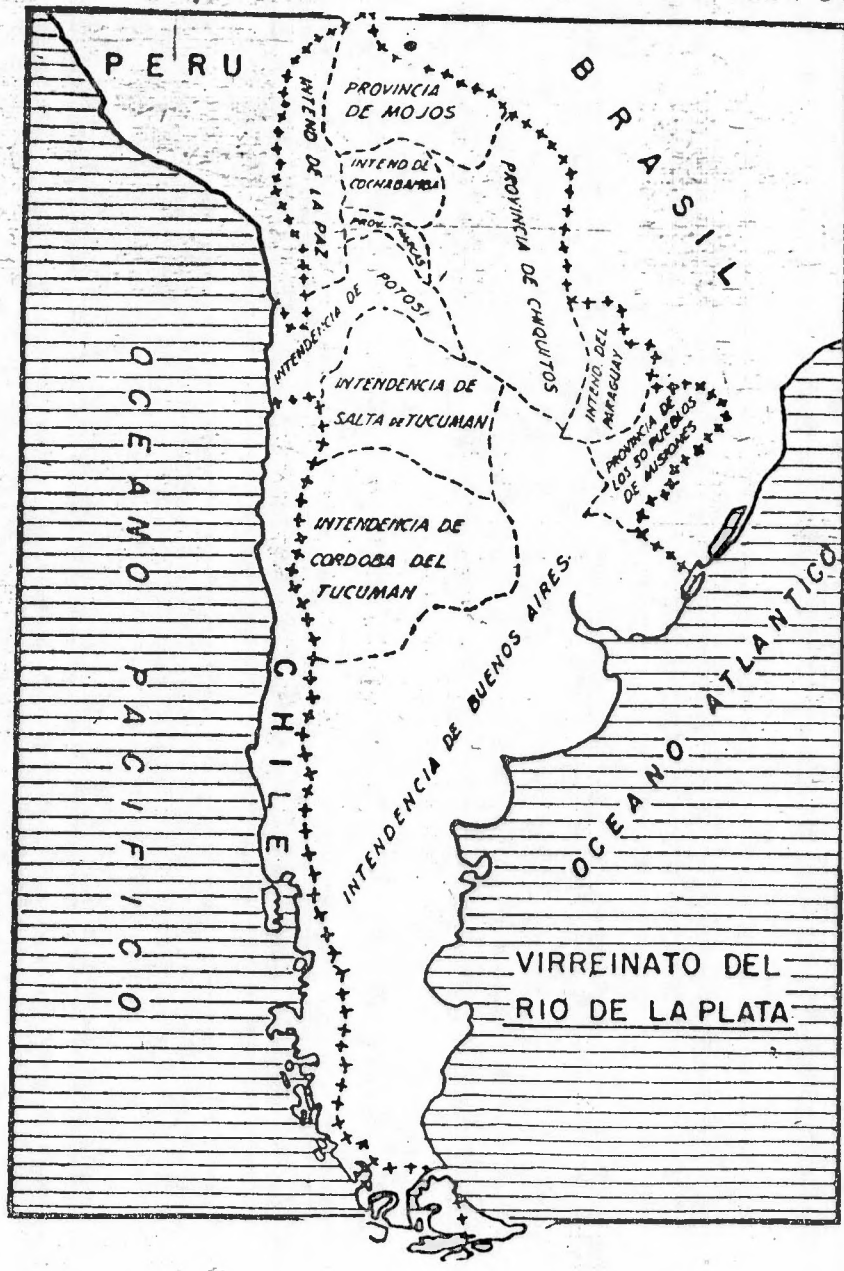 PERU
BRASIL
PROVINCIA
DE MOJOS
INTEND DE LA PAZ
INTEND DE
COCHABAMBA
PROV. CHARCAS
PROVINCIA DE CHIQUITOS
INTENDENCIA DE POTOSI
INTEND. DEL
PARAGUAY
INTENDENCIA DE
SALTA DE TUCUMAN
PROVINCIA DE
LOS 30 PUEBLOS
DE MISIONES
INTENDENCIA DE
CORDOBA DEL
TUCUMAN
INTENDENCIA DE BUENOS AIRES
OCEANO PACIFICO
CHILE
OCEANO ATLANTICO
VIRREINATO DEL
RIO DE LA PLATA